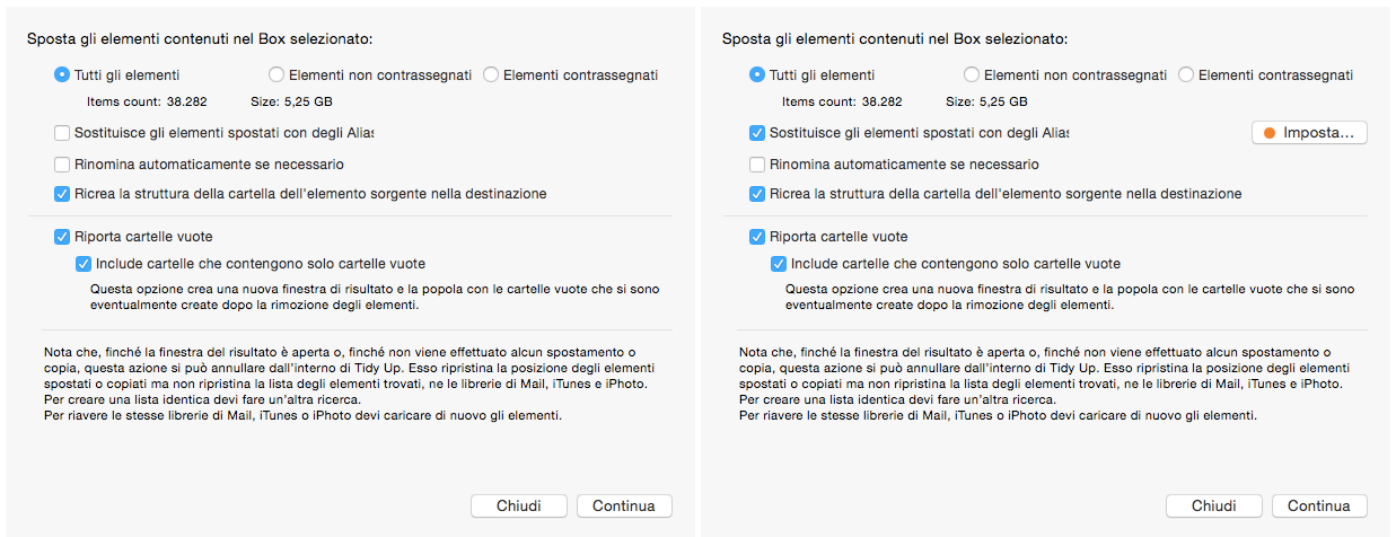 Sposta gli elementi contenuti nel Box selezionato:
Tutti gli elementi Elementi non contrassegnati Elementi contrassegnati
Items count: 38.282 Size: 5,25 GB
Sostituisce gli elementi spostati con degli Alias
Rinomina automaticamente se necessario
Ricrea la struttura della cartella dell'elemento sorgente nella destinazione
Riporta cartelle vuote
Include cartelle che contengono solo cartelle vuote
Questa opzione crea una nuova finestra di risultato e la popola con le cartelle vuote che si sono
eventualmente create dopo la rimozione degli elementi.
Nota che, finché la finestra del risultato è aperta o, finché non viene effettuato alcun spostamento o
copia, questa azione si può annullare dall'interno di Tidy Up. Esso ripristina la posizione degli elementi
spostati o copiati ma non ripristina la lista degli elementi trovati, ne le librerie di Mail, iTunes e iPhoto.
Per creare una lista identica devi fare un'altra ricerca.
Per riavere le stesse librerie di Mail, iTunes o iPhoto devi caricare di nuovo gli elementi.
Chiudi Continua
Sposta gli elementi contenuti nel Box selezionato:
Tutti gli elementi Elementi non contrassegnati Elementi contrassegnati
Items count: 38.282 Size: 5,25 GB
Sostituisce gli elementi spostati con degli Alias Imposta...
Rinomina automaticamente se necessario
Ricrea la struttura della cartella dell'elemento sorgente nella destinazione
Riporta cartelle vuote
Include cartelle che contengono solo cartelle vuote
Questa opzione crea una nuova finestra di risultato e la popola con le cartelle vuote che si sono
eventualmente create dopo la rimozione degli elementi.
Nota che, finché la finestra del risultato è aperta o, finché non viene effettuato alcun spostamento o
copia, questa azione si può annullare dall'interno di Tidy Up. Esso ripristina la posizione degli elementi
spostati o copiati ma non ripristina la lista degli elementi trovati, ne le librerie di Mail, iTunes e iPhoto.
Per creare una lista identica devi fare un'altra ricerca.
Per riavere le stesse librerie di Mail, iTunes o iPhoto devi caricare di nuovo gli elementi.
Chiudi Continua